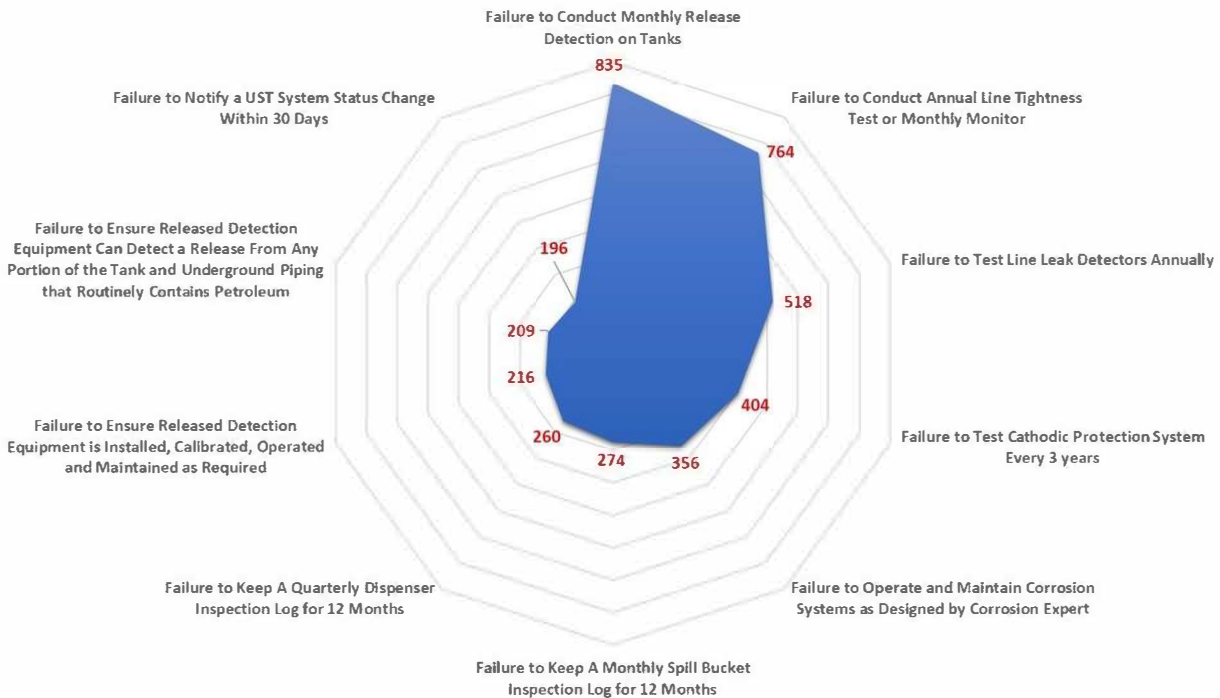 Failure to Conduct Monthly Release
Detection on Tanks
835
Failure to Conduct Annual Line Tightness
Test or Monthly Monitor
764
Failure to Test Line Leak Detectors Annually
518
Failure to Test Cathodic Protection System
Every 3 years
404
Failure to Operate and Maintain Corrosion
Systems as Designed by Corrosion Expert
356
Failure to Keep A Monthly Spill Bucket
Inspection Log for 12 Months
274
Failure to Keep A Quarterly Dispenser
Inspection Log for 12 Months
260
Failure to Ensure Released Detection
Equipment is Installed, Calibrated, Operated
and Maintained as Required
216
Failure to Ensure Released Detection
Equipment Can Detect a Release From Any
Portion of the Tank and Underground Piping
that Routinely Contains Petroleum
209
Failure to Notify a UST System Status Change
Within 30 Days
196